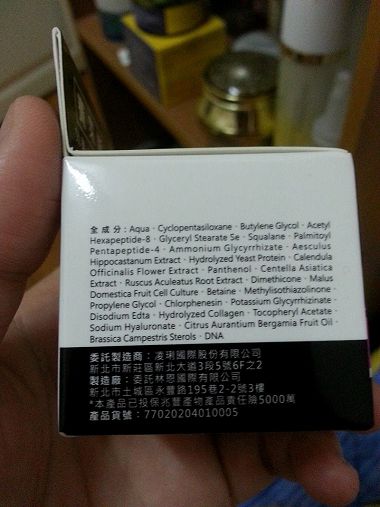 全成分：Aqua · Cyclopentasiloxane · Butylene Glycol · Acetyl
Hexapeptide-8 · Glyceryl Stearate Se · Squalane · Palmitoyl
Pentapeptide-4 · Ammonium Glycyrrhizate · Aesculus
Hippocastanum Extract · Hydrolyzed Yeast Protein · Calendula
Officinalis Flower Extract · Panthenol · Centella Asiatica
Extract · Ruscus Aculeatus Root Extract · Dimethicone · Malus
Domestica Fruit Cell Culture · Betaine · Methylisothiazolinone ·
Propylene Glycol · Chlorphenesin · Potassium Glycyrrhizinate ·
Disodium Edta · Hydrolyzed Collagen · Tocopheryl Acetate ·
Sodium Hyaluronate · Citrus Aurantium Bergamia Fruit Oil ·
Brassica Campestris Sterols · DNA
委託製造商：凌琍國際股份有限公司
新北市新莊區新北大道3段5號6F之2
製造廠：委託林恩國際有限公司
新北市土城區永豐路195巷2-2號3樓
*本產品已投保兆豐產物產品責任險5000萬
產品貨號：77020204010005